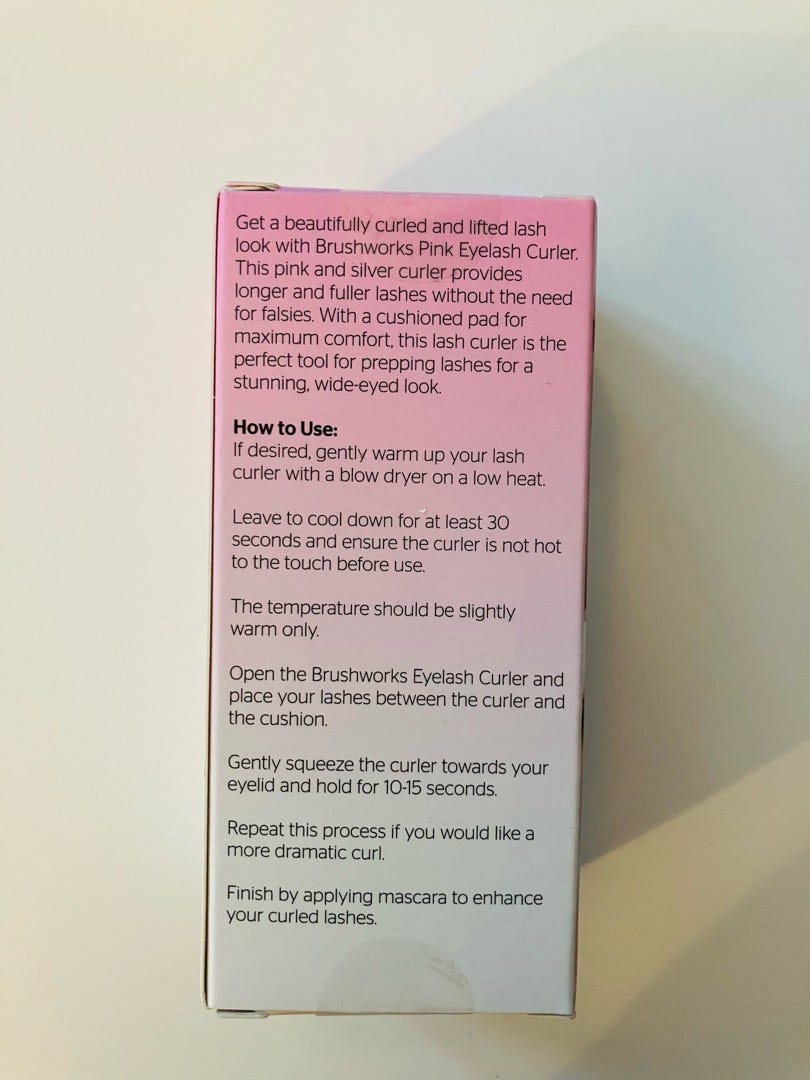 Get a beautifully curled and lifted lash
look with Brushworks Pink Eyelash Curler.
This pink and silver curler provides
longer and fuller lashes without the need
for falsies. With a cushioned pad for
maximum comfort, this lash curler is the
perfect tool for prepping lashes for a
stunning, wide-eyed look.
How to Use:
If desired, gently warm up your lash
curler with a blow dryer on a low heat.
Leave to cool down for at least 30
seconds and ensure the curler is not hot
to the touch before use.
The temperature should be slightly
warm only.
Open the Brushworks Eyelash Curler and
place your lashes between the curler and
the cushion.
Gently squeeze the curler towards your
eyelid and hold for 10-15 seconds.
Repeat this process if you would like a
more dramatic curl.
Finish by applying mascara to enhance
your curled lashes.